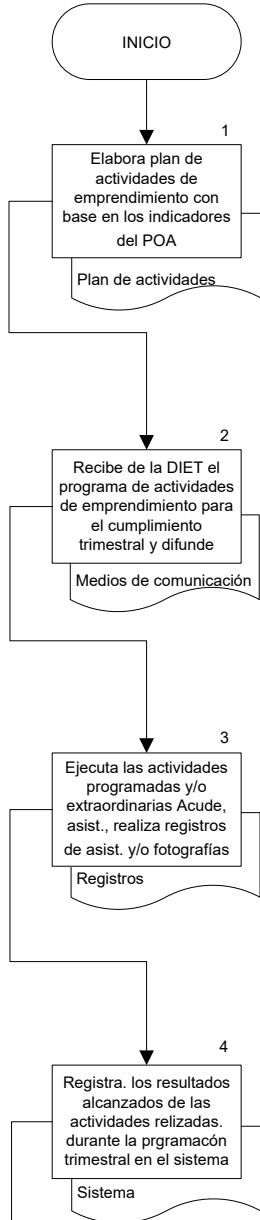 INICIO
1
Elabora plan de
actividades de
emprendimiento con
base en los indicadores
del POA
Plan de actividades
2
Recibe de la DIET el
programa de actividades
de emprendimiento para
el cumplimiento
trimestral y difunde
Medios de comunicación
3
Ejecuta las actividades
programadas y/o
extraordinarias Acude,
asist., realiza registros
de asist. y/o fotografías
Registros
4
Registra. los resultados
alcanzados de las
actividades relizadas.
durante la prgramacón
trimestral en el sistema
Sistema